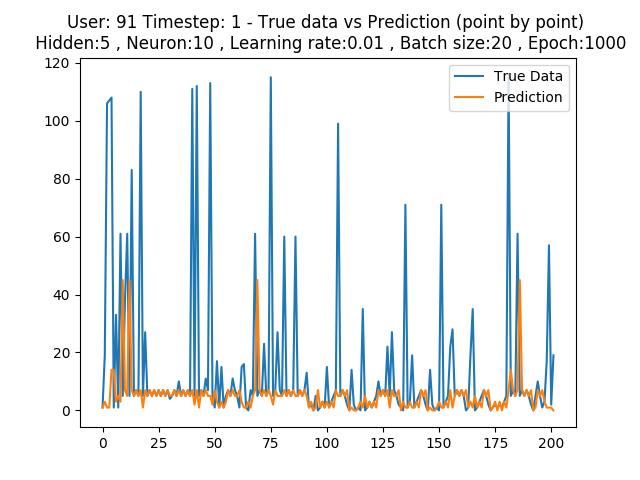 User: 91 Timestep: 1 - True data vs Prediction (point by point)
Hidden:5 , Neuron:10 , Learning rate:0.01 , Batch size:20 , Epoch:1000
True Data
Prediction
120
100
80
60
40
20
0
0 25 50 75 100 125 150 175 200